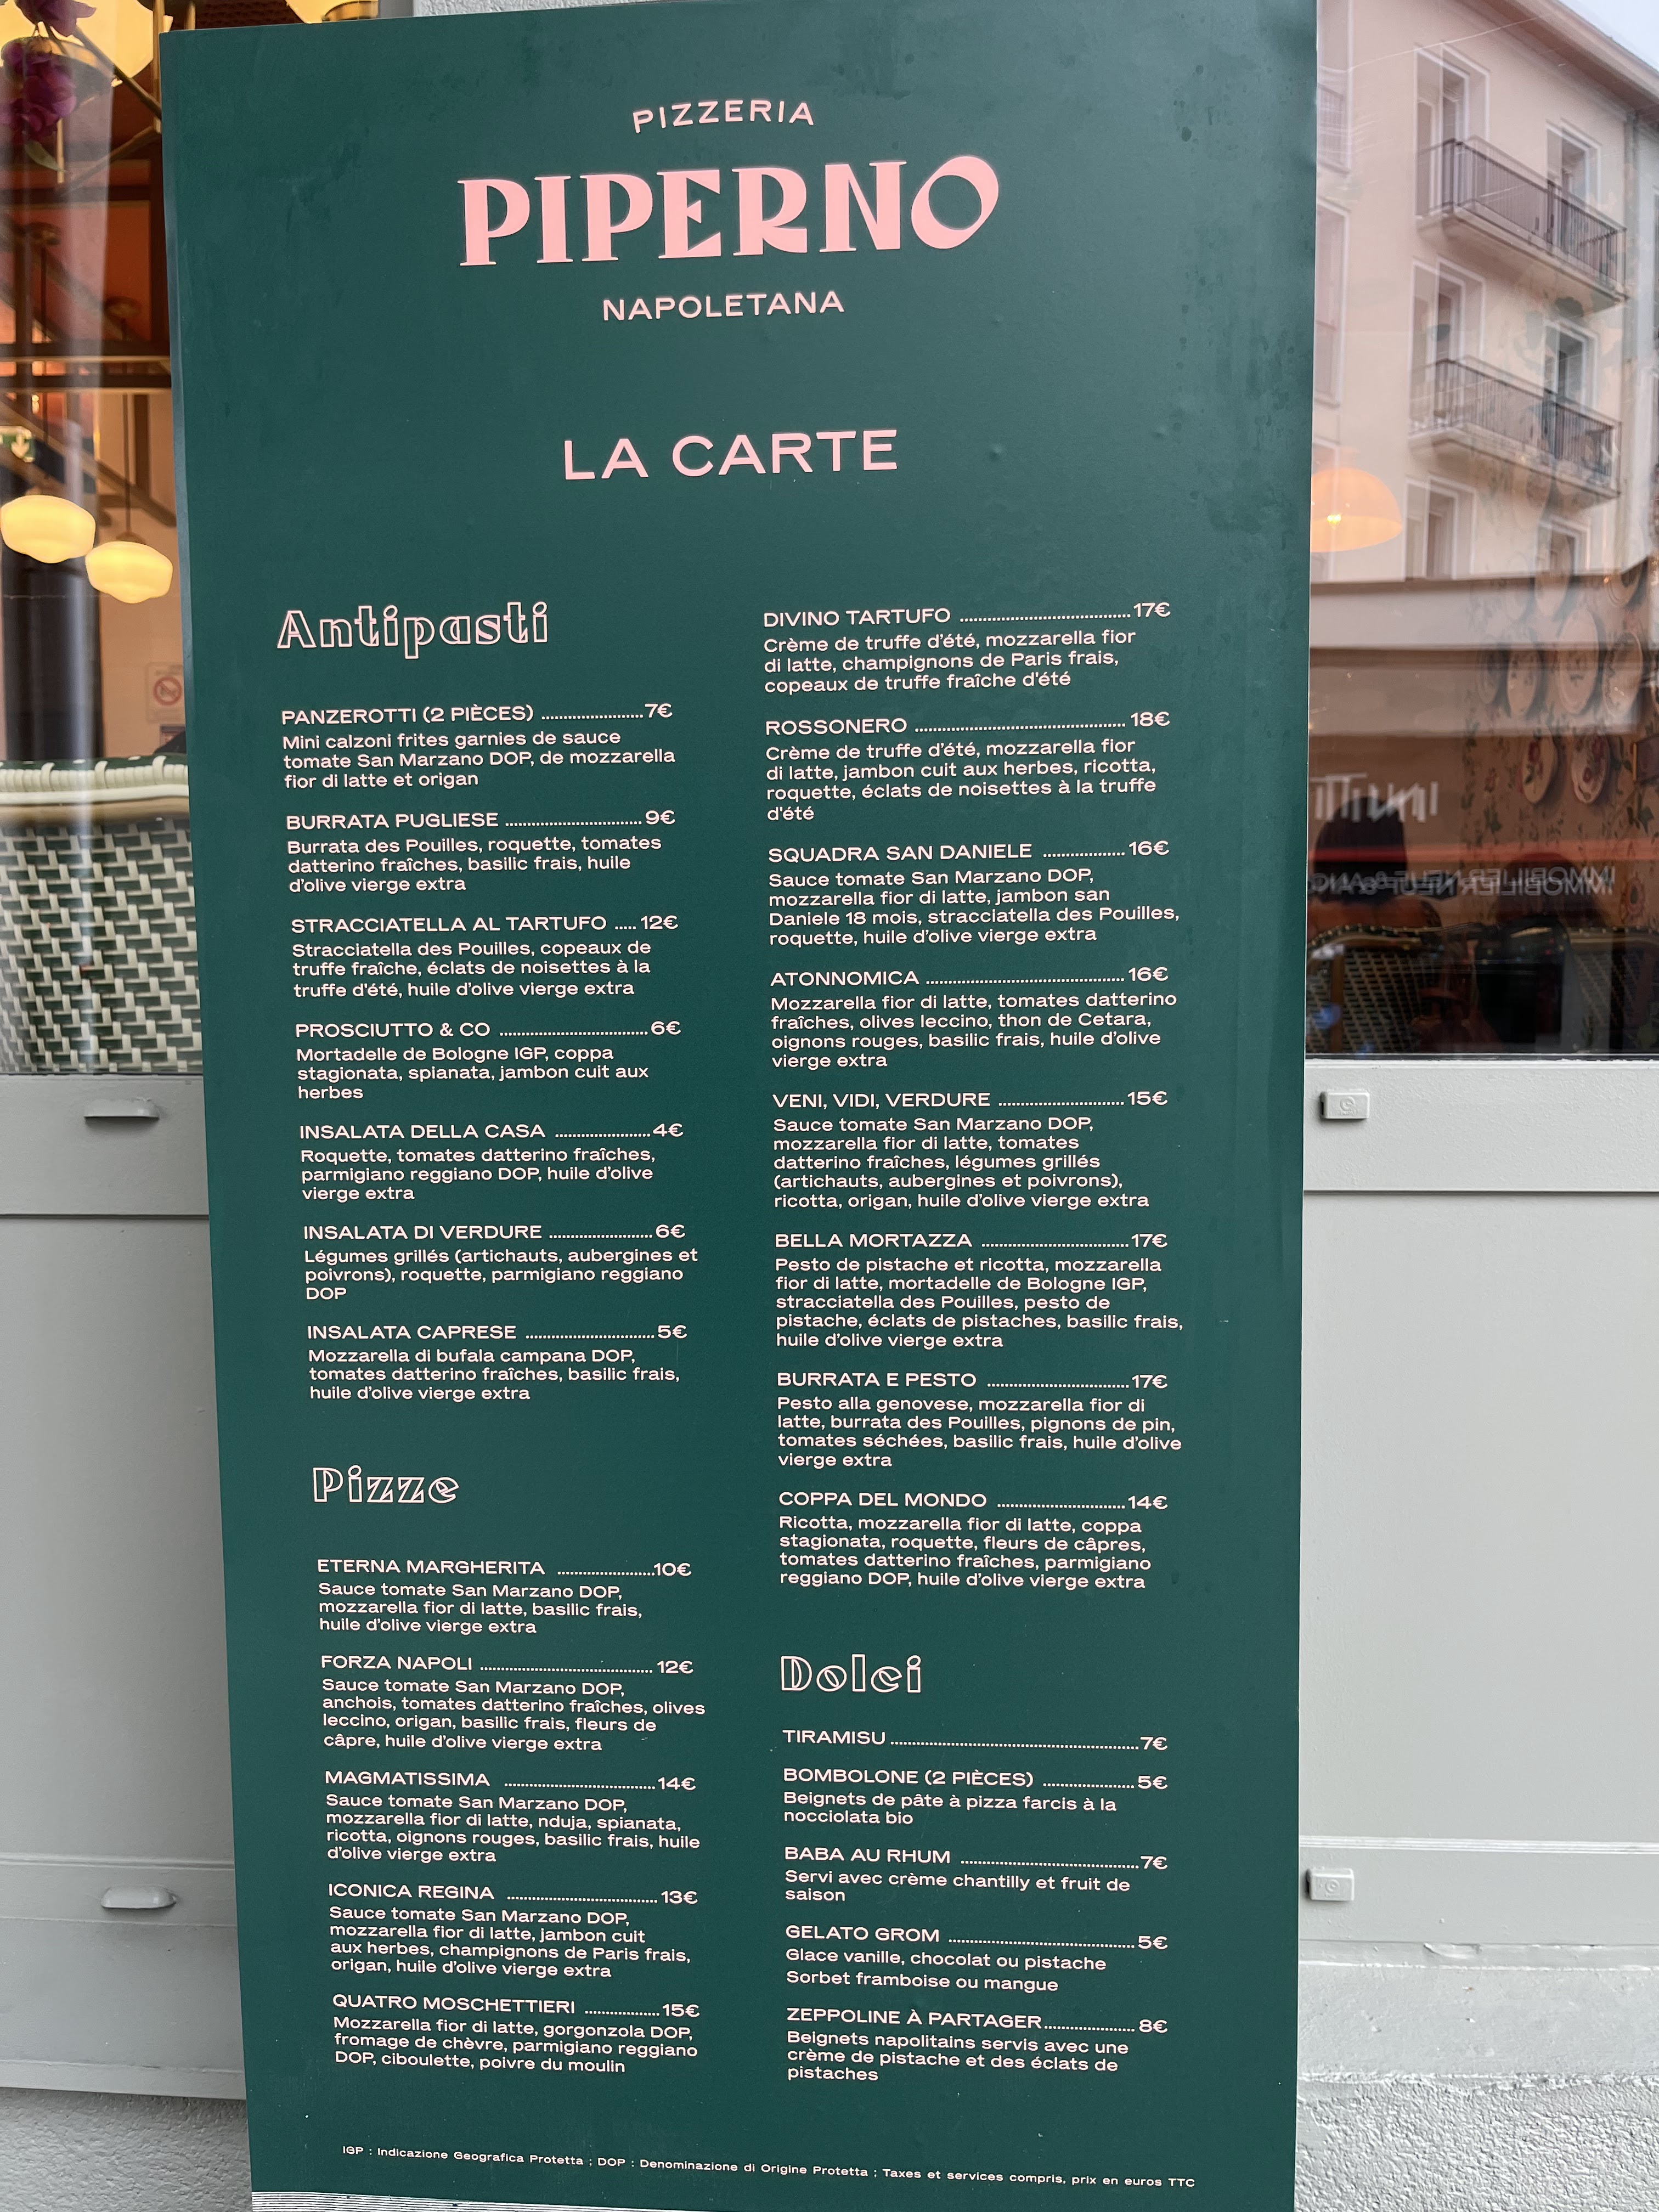 PIZZERIA
PIPERNO
NAPOLETANA
LA CARTE
Antipasti
PANZEROTTI (2 PIÈCES) ........................7€
Mini calzoni frites garnies de sauce
tomate San Marzano DOP, de mozzarella
fior di latte et origan
BURRATA PUGLIESE ................................9€
Burrata des Pouilles, roquette, tomates
datterino fraîches, basilic frais, huile
d'olive vierge extra
STRACCIATELLA AL TARTUFO .....12€
Stracciatella des Pouilles, copeaux de
truffe fraîche, éclats de noisettes à la
truffe d'été, huile d'olive vierge extra
PROSCIUTTO & CO ...................................6€
Mortadelle de Bologne IGP, coppa
stagionata, spianata, jambon cuit aux
herbes
INSALATA DELLA CASA .......................4€
Roquette, tomates datterino fraîches,
parmigiano reggiano DOP, huile d'olive
vierge extra
INSALATA DI VERDURE .........................6€
Légumes grillés (artichauts, aubergines et
poivrons), roquette, parmigiano reggiano
DOP
INSALATA CAPRESE ...............................5€
Mozzarella di bufala campana DOP,
tomates datterino fraîches, basilic frais,
huile d'olive vierge extra
Pizze
ETERNA MARGHERITA .......................10€
Sauce tomate San Marzano DOP,
mozzarella fior di latte, basilic frais,
huile d'olive vierge extra
FORZA NAPOLI ......................................... 12€
Sauce tomate San Marzano DOP,
anchois, tomates datterino fraîches, olives
leccino, origan, basilic frais, fleurs de
câpre, huile d'olive vierge extra
MAGMATISSIMA ....................................14€
Sauce tomate San Marzano DOP,
mozzarella fior di latte, nduja, spianata,
ricotta, oignons rouges, basilic frais, huile
d'olive vierge extra
ICONICA REGINA ....................................13€
Sauce tomate San Marzano DOP,
mozzarella fior di latte, jambon cuit
aux herbes, champignons de Paris frais,
origan, huile d'olive vierge extra
QUATRO MOSCHETTIERI ..................15€
Mozzarella fior di latte, gorgonzola DOP,
fromage de chèvre, parmigiano reggiano
DOP, ciboulette, poivre du moulin
DIVINO TARTUFO .........................................17€
Crème de truffe d'été, mozzarella fior
di latte, champignons de Paris frais,
copeaux de truffe fraîche d'été
ROSSONERO ................................................... 18€
Crème de truffe d'été, mozzarella fior
di latte, jambon cuit aux herbes, ricotta,
roquette, éclats de noisettes à la truffe
d'été
SQUADRA SAN DANIELE ....................16€
Sauce tomate San Marzano DOP,
mozzarella fior di latte, jambon san
Daniele 18 mois, stracciatella des Pouilles,
roquette, huile d'olive vierge extra
ATONNOMICA ................................................ 16€
Mozzarella fior di latte, tomates datterino
fraîches, olives leccino, thon de Cetara,
oignons rouges, basilic frais, huile d'olive
vierge extra
VENI, VIDI, VERDURE ..............................15€
Sauce tomate San Marzano DOP,
mozzarella fior di latte, tomates
datterino fraîches, légumes grillés
(artichauts, aubergines et poivrons),
ricotta, origan, huile d'olive vierge extra
BELLA MORTAZZA ...................................17€
Pesto de pistache et ricotta, mozzarella
fior di latte, mortadelle de Bologne IGP,
stracciatella des Pouilles, pesto de
pistache, éclats de pistaches, basilic frais,
huile d'olive vierge extra
BURRATA E PESTO ..................................17€
Pesto alla genovese, mozzarella fior di
latte, burrata des Pouilles, pignons de pin,
tomates séchées, basilic frais, huile d'olive
vierge extra
COPPA DEL MONDO ...............................14€
Ricotta, mozzarella fior di latte, coppa
stagionata, roquette, fleurs de câpres,
tomates datterino fraîches, parmigiano
reggiano DOP, huile d'olive vierge extra
Dolci
TIRAMISU ............................................................7€
BOMBOLONE (2 PIÈCES) ......................5€
Beignets de pâte à pizza farcis à la
nocciolata bio
BABA AU RHUM ...........................................7€
Servi avec crème chantilly et fruit de
saison
GELATO GROM .............................................5€
Glace vanille, chocolat ou pistache
Sorbet framboise ou mangue
ZEPPOLINE À PARTAGER...................... 8€
Beignets napolitains servis avec une
crème de pistache et des éclats de
pistaches
IGP : Indicazione Geografica Protetta ; DOP : Denominazione di Origine Protetta ; Taxes et services compris, prix en euros TTC